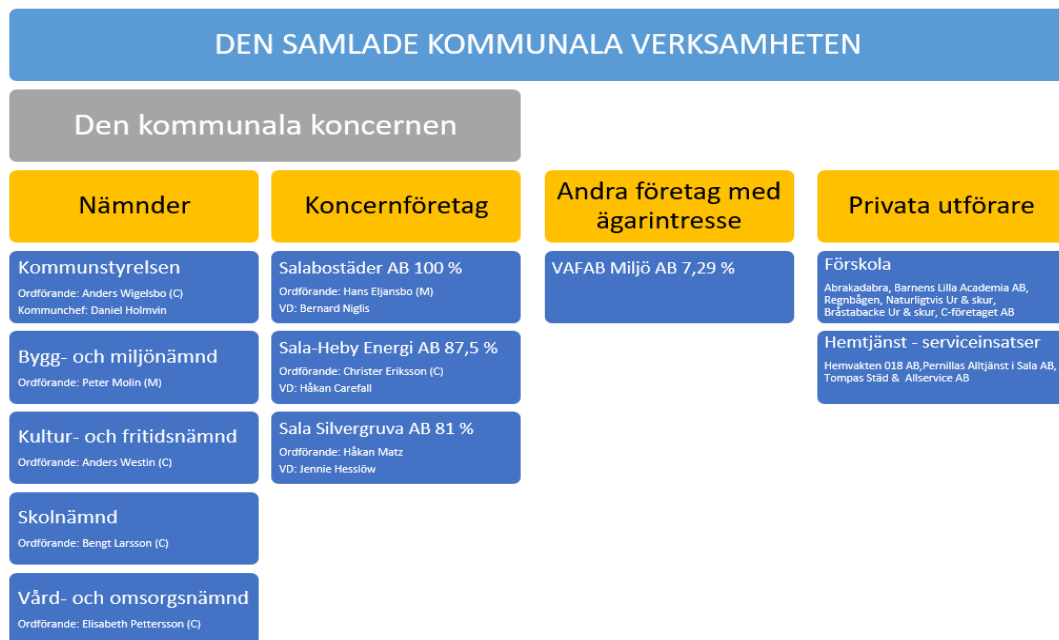 DEN SAMLADE KOMMUNALA VERKSAMHETEN
Den kommunala koncernen
Nämnder
Kommunstyrelsen
Ordförande: Anders Wigelsbo (C)
Kommunchef: Daniel Holmvin
Bygg- och miljönämnd
Ordförande: Peter Molin (M)
Kultur- och fritidsnämnd
Ordförande: Anders Westin (C)
Skolnämnd
Ordförande: Bengt Larsson (C)
Vård- och omsorgsnämnd
Ordförande: Elisabeth Pettersson (C)
Koncernföretag
Salabostäder AB 100 %
Ordförande: Hans Eljansbo (M)
VD: Bernard Niglis
Sala-Heby Energi AB 87,5 %
Ordförande: Christer Eriksson (C)
VD: Håkan Carefall
Sala Silvergruva AB 81 %
Ordförande: Håkan Matz
VD: Jennie Hesslöw
Andra företag med
ägarintresse
VAFAB Miljö AB 7,29 %
Privata utförare
Förskola
Abrakadabra, Barnens Lilla Academia AB,
Regnbågen, Naturligtvis Ur & skur,
Bråstabacke Ur & skur, C-företaget AB
Hemtjänst - serviceinsatser
Hemvakten 018 AB,Pernillas Alltjänst i Sala AB,
Tompas Städ & Allservice AB